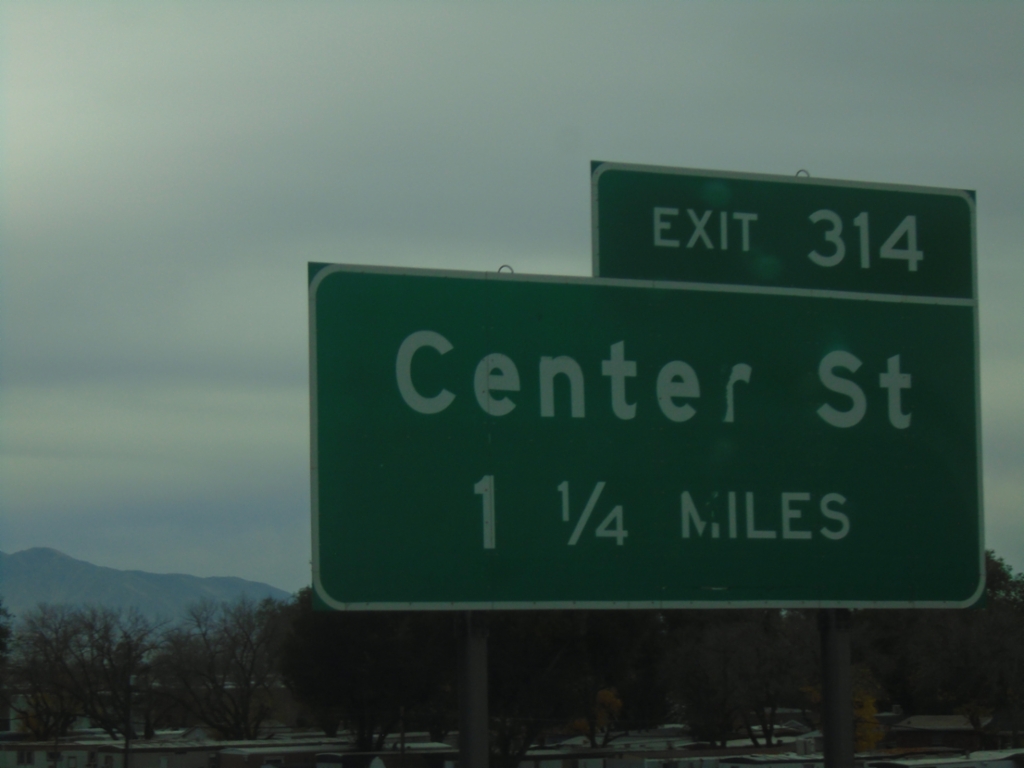 EXIT 314
Center St
1 1/4 MILES